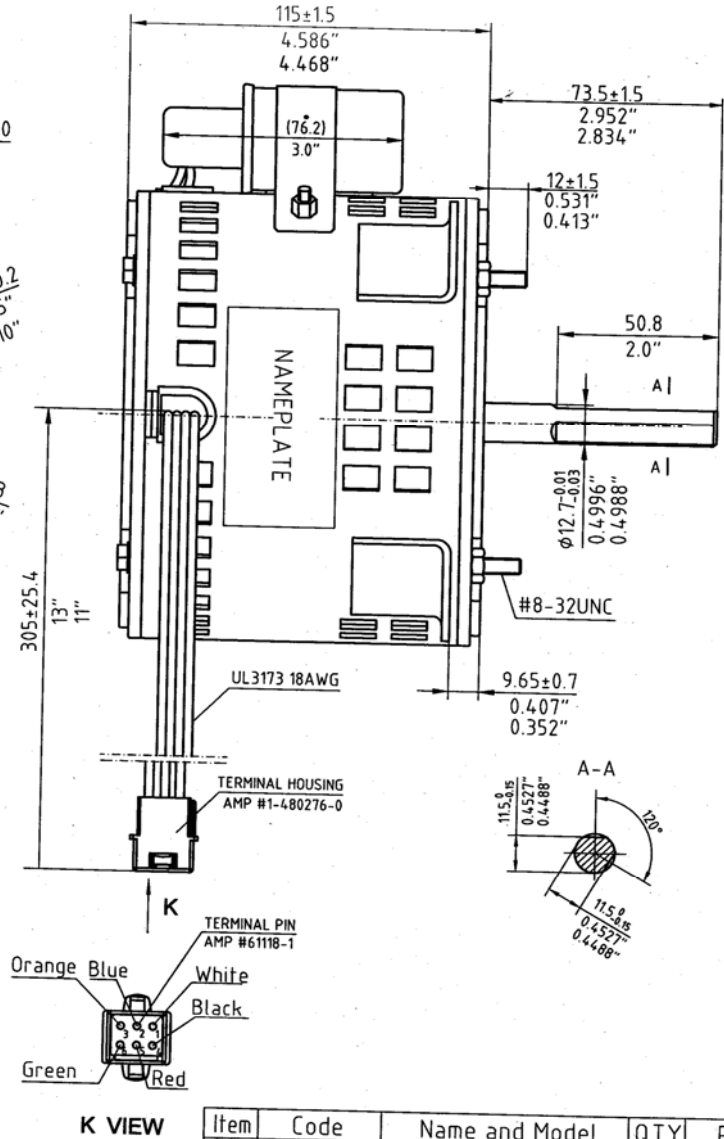 115±1.5
4.586"
4.468"
73.5±1.5
2.952"
2.834"
(76.2)
3.0"
12±1.5
0.531"
0.413"
50.8
2.0"
NAMEPLATE
A
A
φ12.7-0.01
-0.03
0.4996"
0.4988"
305±25.4
13"
11"
#8-32UNC
UL3173 18AWG
9.65±0.7
0.407"
0.352"
TERMINAL HOUSING
AMP #1-480276-0
A-A
11.5 0
-0.15
0.4527"
0.4488"
120°
11.5 0
-0.15
0.4527"
0.4488"
K
TERMINAL PIN
AMP #61118-1
Orange Blue White
Black
3 2 1
Green Red
K VIEW
Item Code Name and Model QTY